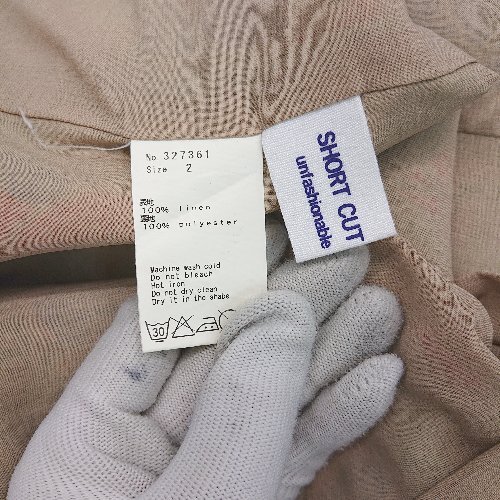 No 327361
Size 2
表地
100% linen
裏地
100% polyester
Machine wash cold
Do not bleach
Hot iron
Do not dry clean
Dry it in the shade
30
SHORT CUT
unfashionable